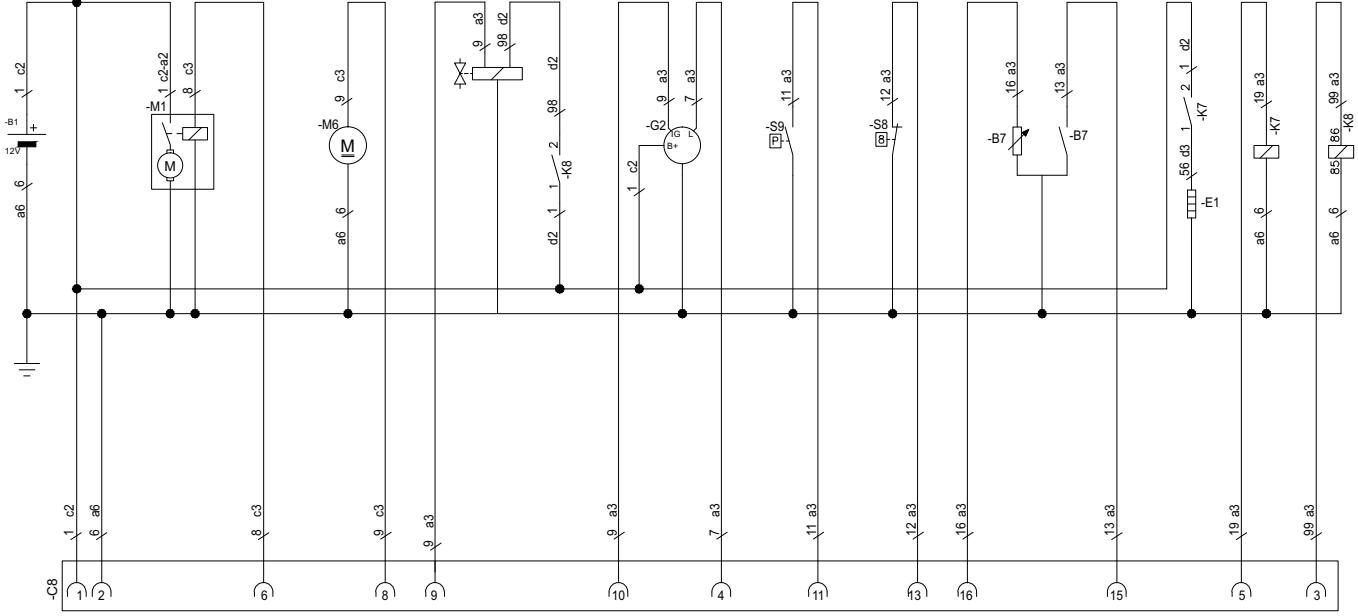 1 c2
-B1
+
12V
6
a6
1 c2-a2
8 c3
-M1
M
9 c3
-M6
M
6
a6
9 a3
98 d2
d2
98
2
1
-K8
1
d2
9 a3
7 a3
-G2
IG L
B+
1 c2
11 a3
-S9
P
12 a3
-S8
8
16 a3
13 a3
-B7
-B7
1 d2
2
1
-K7
56 d3
-E1
19 a3
-K7
6
a6
99 a3
85 86
-K8
6
a6
1 c2
6 a6
8 c3
9 c3
9 a3
9 a3
7 a3
11 a3
12 a3
16 a3
13 a3
19 a3
99 a3
-C8
1 2 6 8 9 10 4 11 13 16 15 5 3